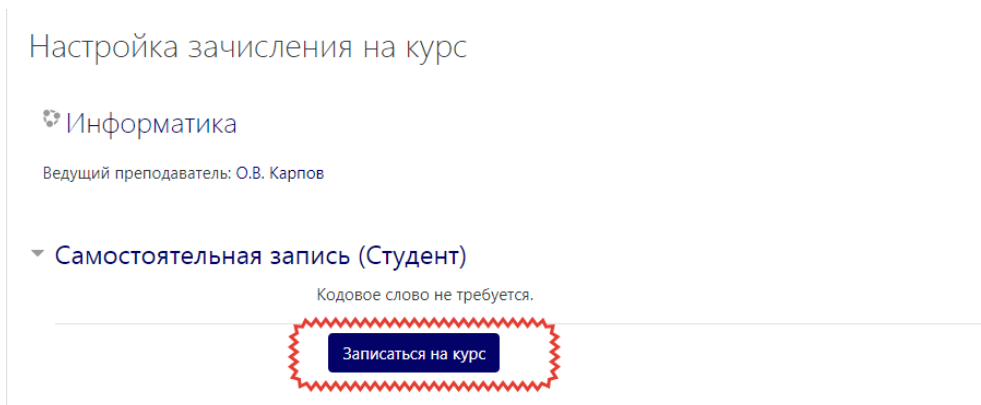 Настройка зачисления на курс
Информатика
Ведущий преподаватель: О.В. Карпов
Самостоятельная запись (Студент)
Кодовое слово не требуется.
Записаться на курс